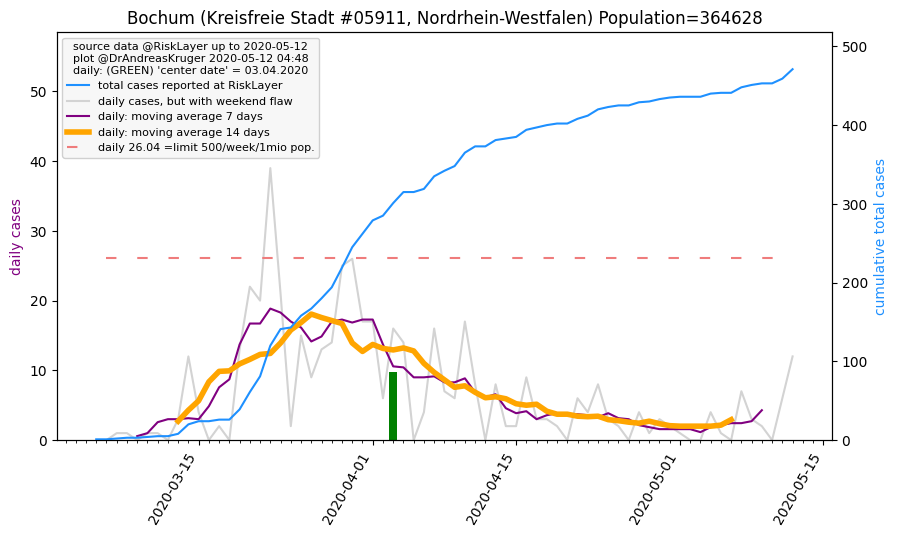 Bochum (Kreisfreie Stadt #05911, Nordrhein-Westfalen) Population=364628
source data @RiskLayer up to 2020-05-12
plot @DrAndreasKruger 2020-05-12 04:48
daily: (GREEN) 'center date' = 03.04.2020
total cases reported at RiskLayer
daily cases, but with weekend flaw
daily: moving average 7 days
daily: moving average 14 days
daily 26.04 =limit 500/week/1mio pop.
daily cases
50
40
30
20
10
0
cumulative total cases
500
400
300
200
100
0
2020-03-15
2020-04-01
2020-04-15
2020-05-01
2020-05-15